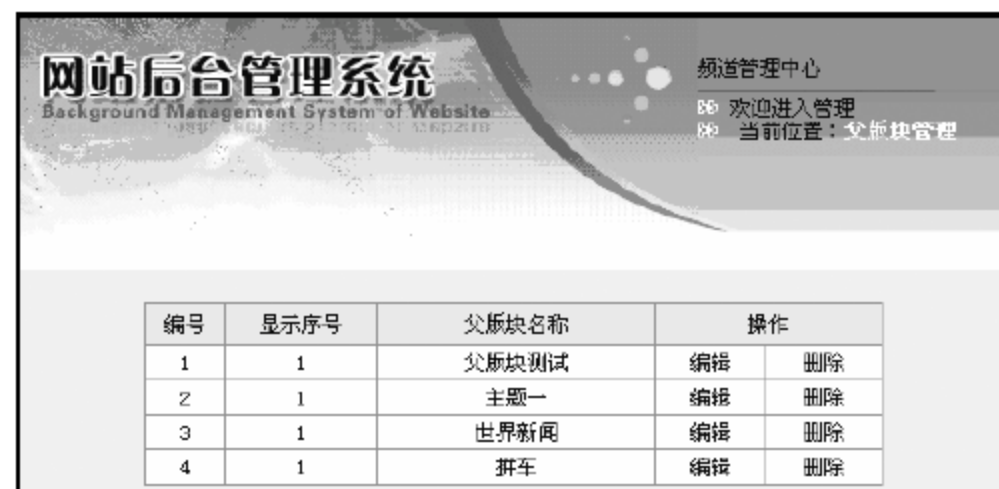 网站后台管理系统
Background Management System of Website
频道管理中心
欢迎进入管理
当前位置：父版块管理
编号 显示序号 父版块名称 操作
1 1 父版块测试 编辑 删除
2 1 主题一 编辑 删除
3 1 世界新闻 编辑 删除
4 1 拼车 编辑 删除